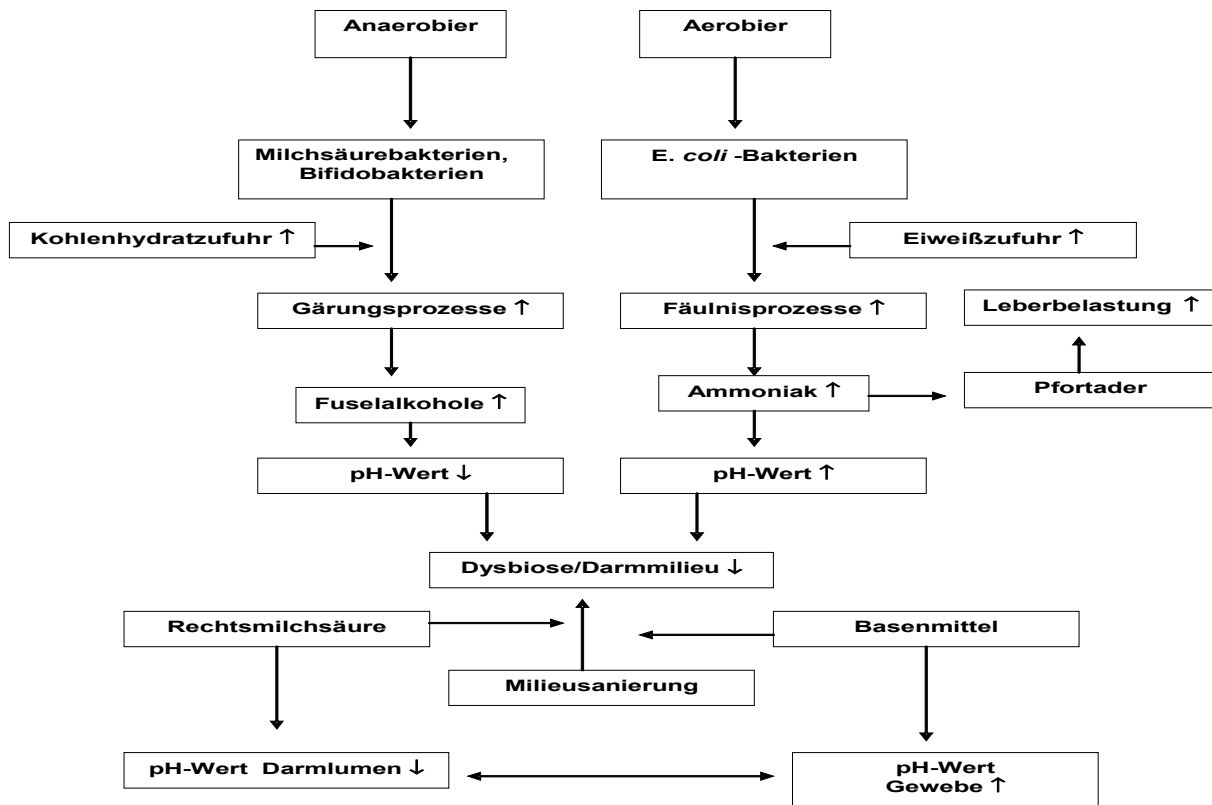 Anaerobier
Aerobier
Milchsäurebakterien,
Bifidobakterien
E. coli -Bakterien
Kohlenhydratzufuhr ↑
Eiweißzufuhr ↑
Gärungsprozesse ↑
Fäulnisprozesse ↑
Leberbelastung ↑
Fuselalkohole ↑
Ammoniak ↑
Pfortader
pH-Wert ↓
pH-Wert ↑
Dysbiose/Darmmilieu ↓
Rechtsmilchsäure
Basenmittel
Milieusanierung
pH-Wert Darmlumen ↓
pH-Wert
Gewebe ↑